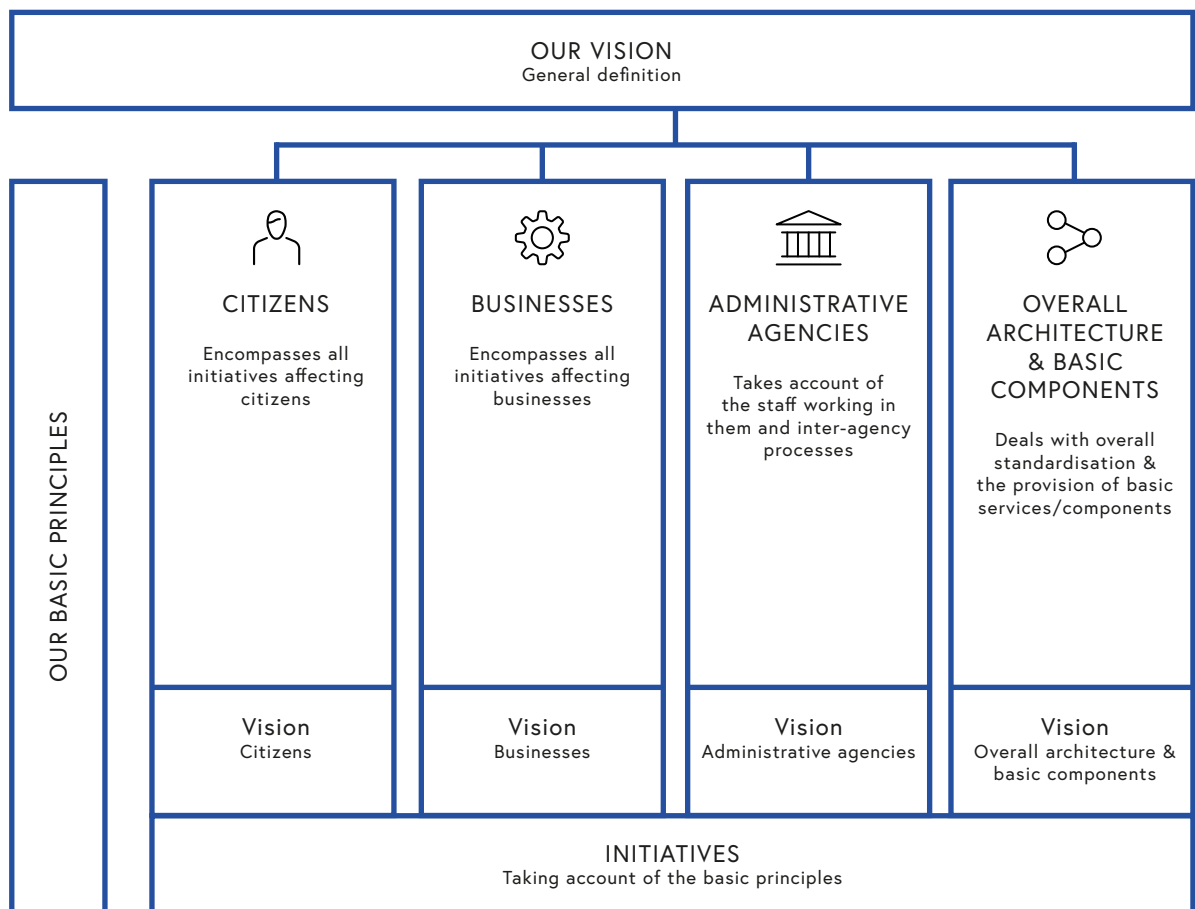 OUR VISION
General definition
OUR BASIC PRINCIPLES
CITIZENS
Encompasses all
initiatives affecting
citizens
Vision
Citizens
BUSINESSES
Encompasses all
initiatives affecting
businesses
Vision
Businesses
ADMINISTRATIVE
AGENCIES
Takes account of
the staff working in
them and inter-agency
processes
Vision
Administrative agencies
OVERALL
ARCHITECTURE
& BASIC
COMPONENTS
Deals with overall
standardisation &
the provision of basic
services/components
Vision
Overall architecture &
basic components
INITIATIVES
Taking account of the basic principles